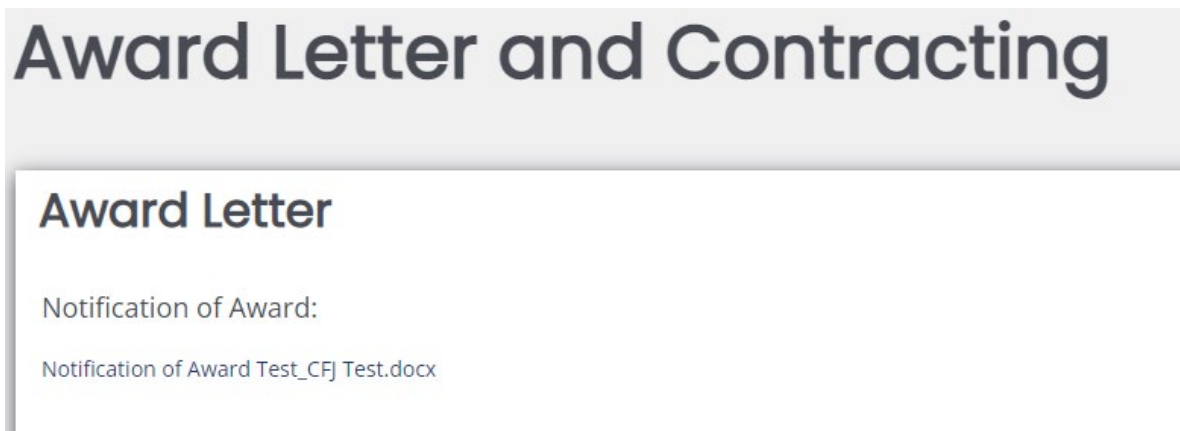 Award Letter and Contracting
Award Letter
Notification of Award:
Notification of Award Test_CFJ Test.docx